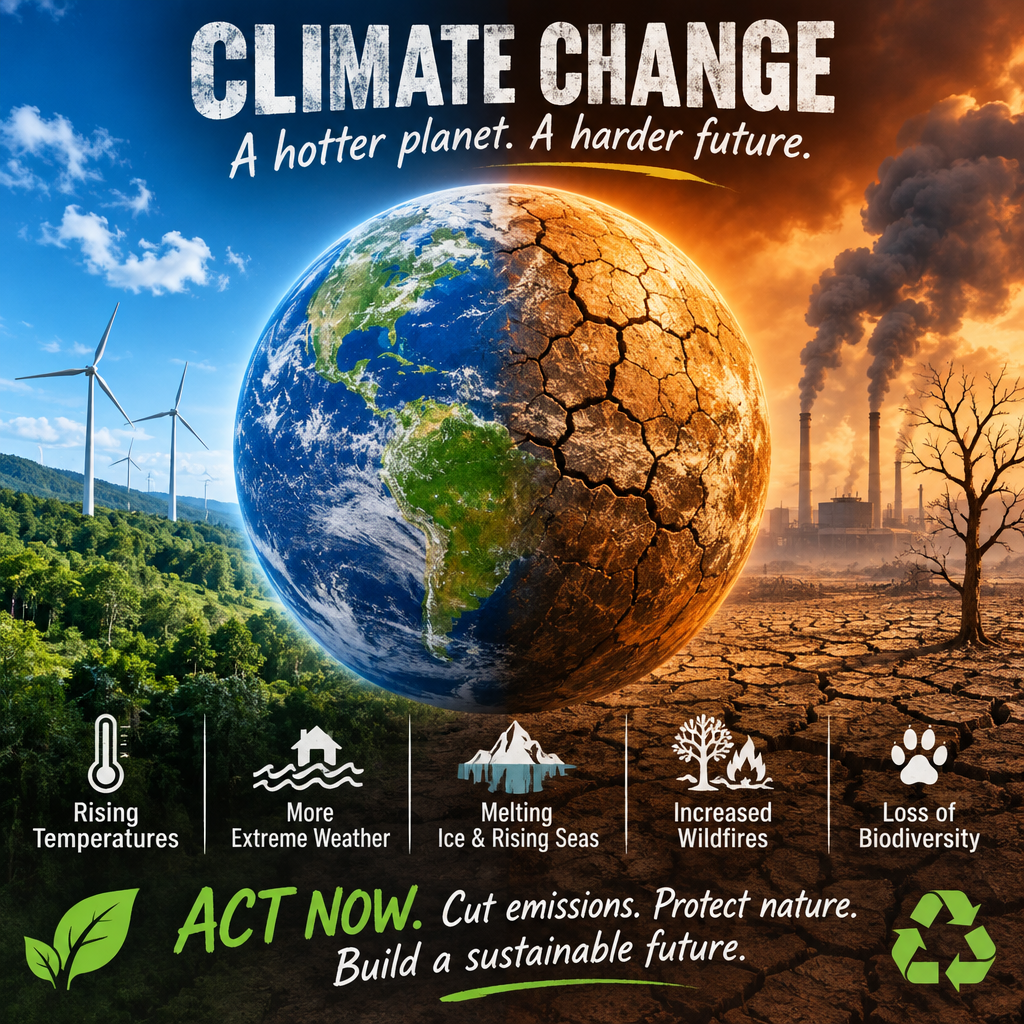 CLIMATE CHANGE
A hotter planet. A harder future.
Rising
Temperatures
More
Extreme Weather
Melting
Ice & Rising Seas
Increased
Wildfires
Loss of
Biodiversity
ACT NOW. Cut emissions. Protect nature.
Build a sustainable future.